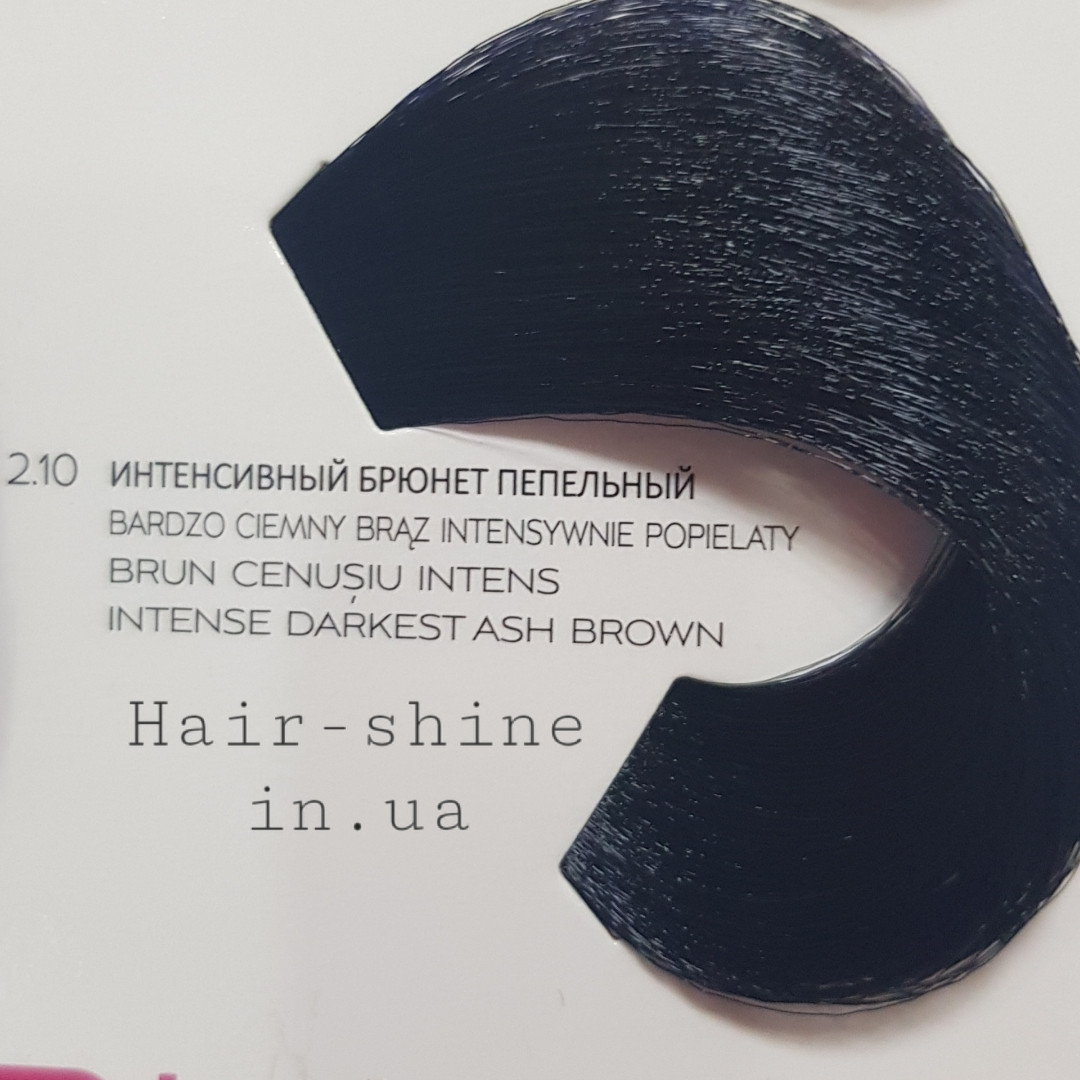 2.10 ИНТЕНСИВНЫЙ БРЮНЕТ ПЕПЕЛЬНЫЙ
BARDZO CIEMNY BRĄZ INTENSYWNIE POPIELATY
BRUN CENUȘIU INTENS
INTENSE DARKEST ASH BROWN
Hair-shine
in.ua